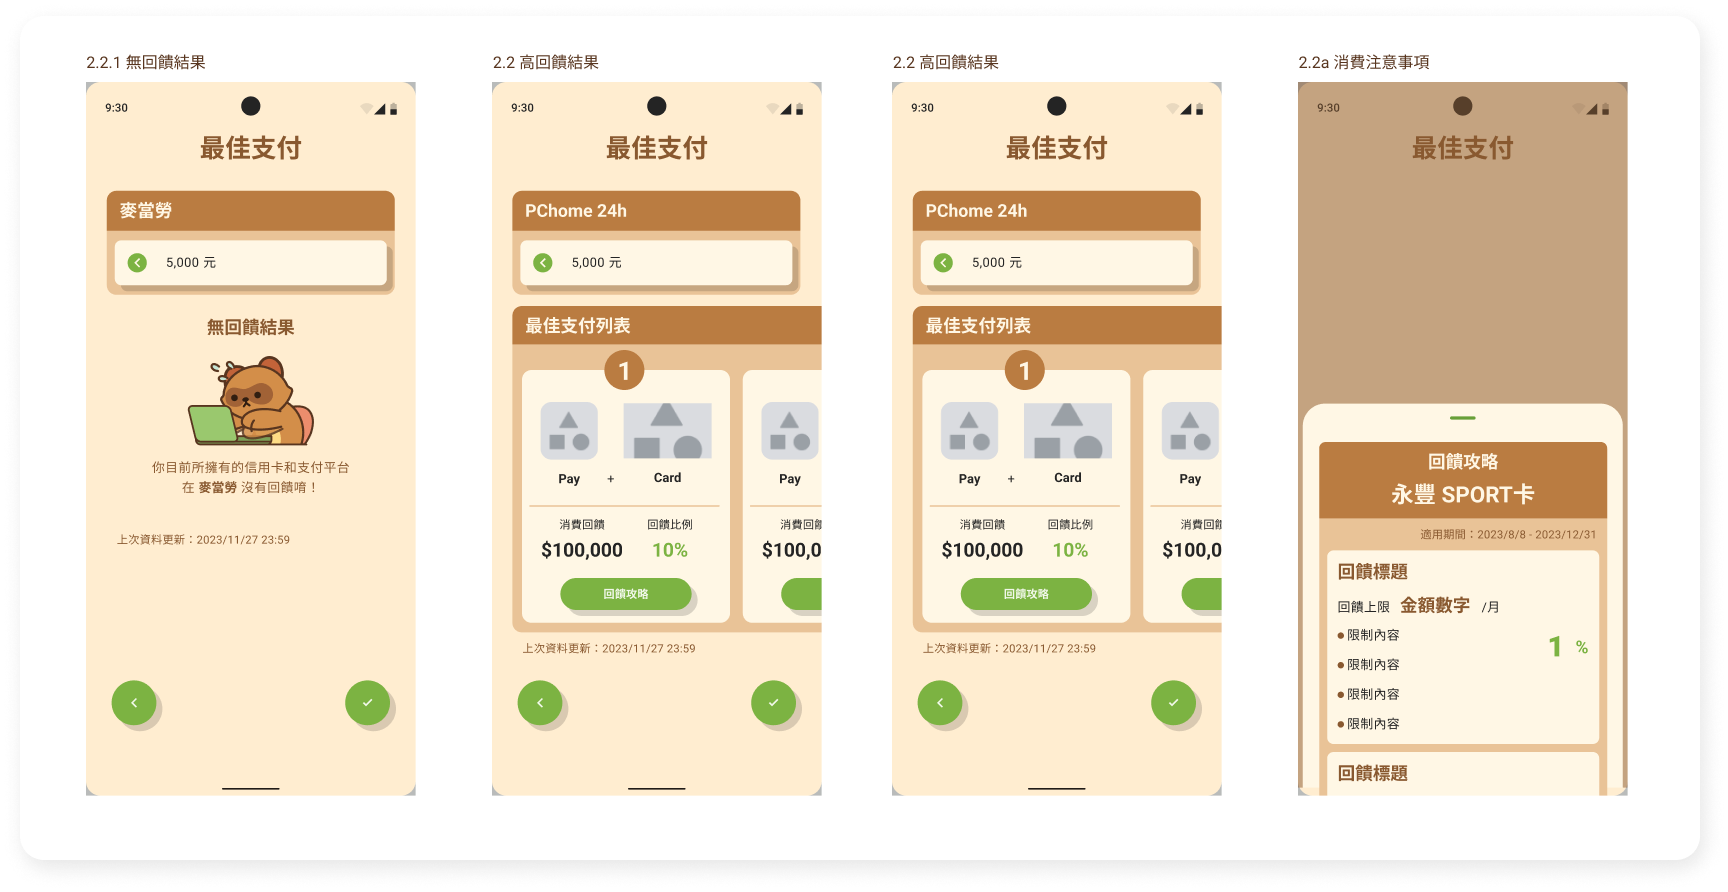 2.2.1 無回饋結果
9:30
最佳支付
麥當勞
5,000 元
無回饋結果
你目前所擁有的信用卡和支付平台
在 麥當勞 沒有回饋唷！
上次資料更新：2023/11/27 23:59
2.2 高回饋結果
9:30
最佳支付
PChome 24h
5,000 元
最佳支付列表
1
Pay + Card
Pay
消費回饋 回饋比例
消費回饋
$100,000 10%
$100,0
回饋攻略
上次資料更新：2023/11/27 23:59
2.2 高回饋結果
9:30
最佳支付
PChome 24h
5,000 元
最佳支付列表
1
Pay + Card
Pay
消費回饋 回饋比例
消費回饋
$100,000 10%
$100,0
回饋攻略
上次資料更新：2023/11/27 23:59
2.2a 消費注意事項
9:30
最佳支付
回饋攻略
永豐 SPORT卡
適用期間：2023/8/8 - 2023/12/31
回饋標題
回饋上限 金額數字 /月
限制內容
限制內容
限制內容
限制內容
1 %
回饋標題